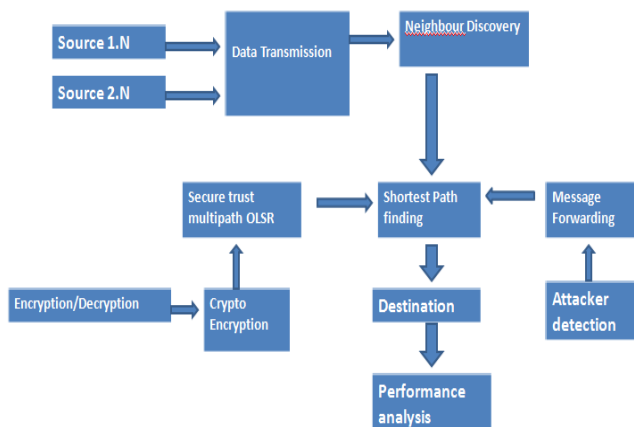 Source 1.N
Source 2.N
Data Transmission
Neighbour Discovery
Secure trust
multipath OLSR
Shortest Path
finding
Message
Forwarding
Encryption/Decryption
Crypto
Encryption
Destination
Attacker
detection
Performance
analysis